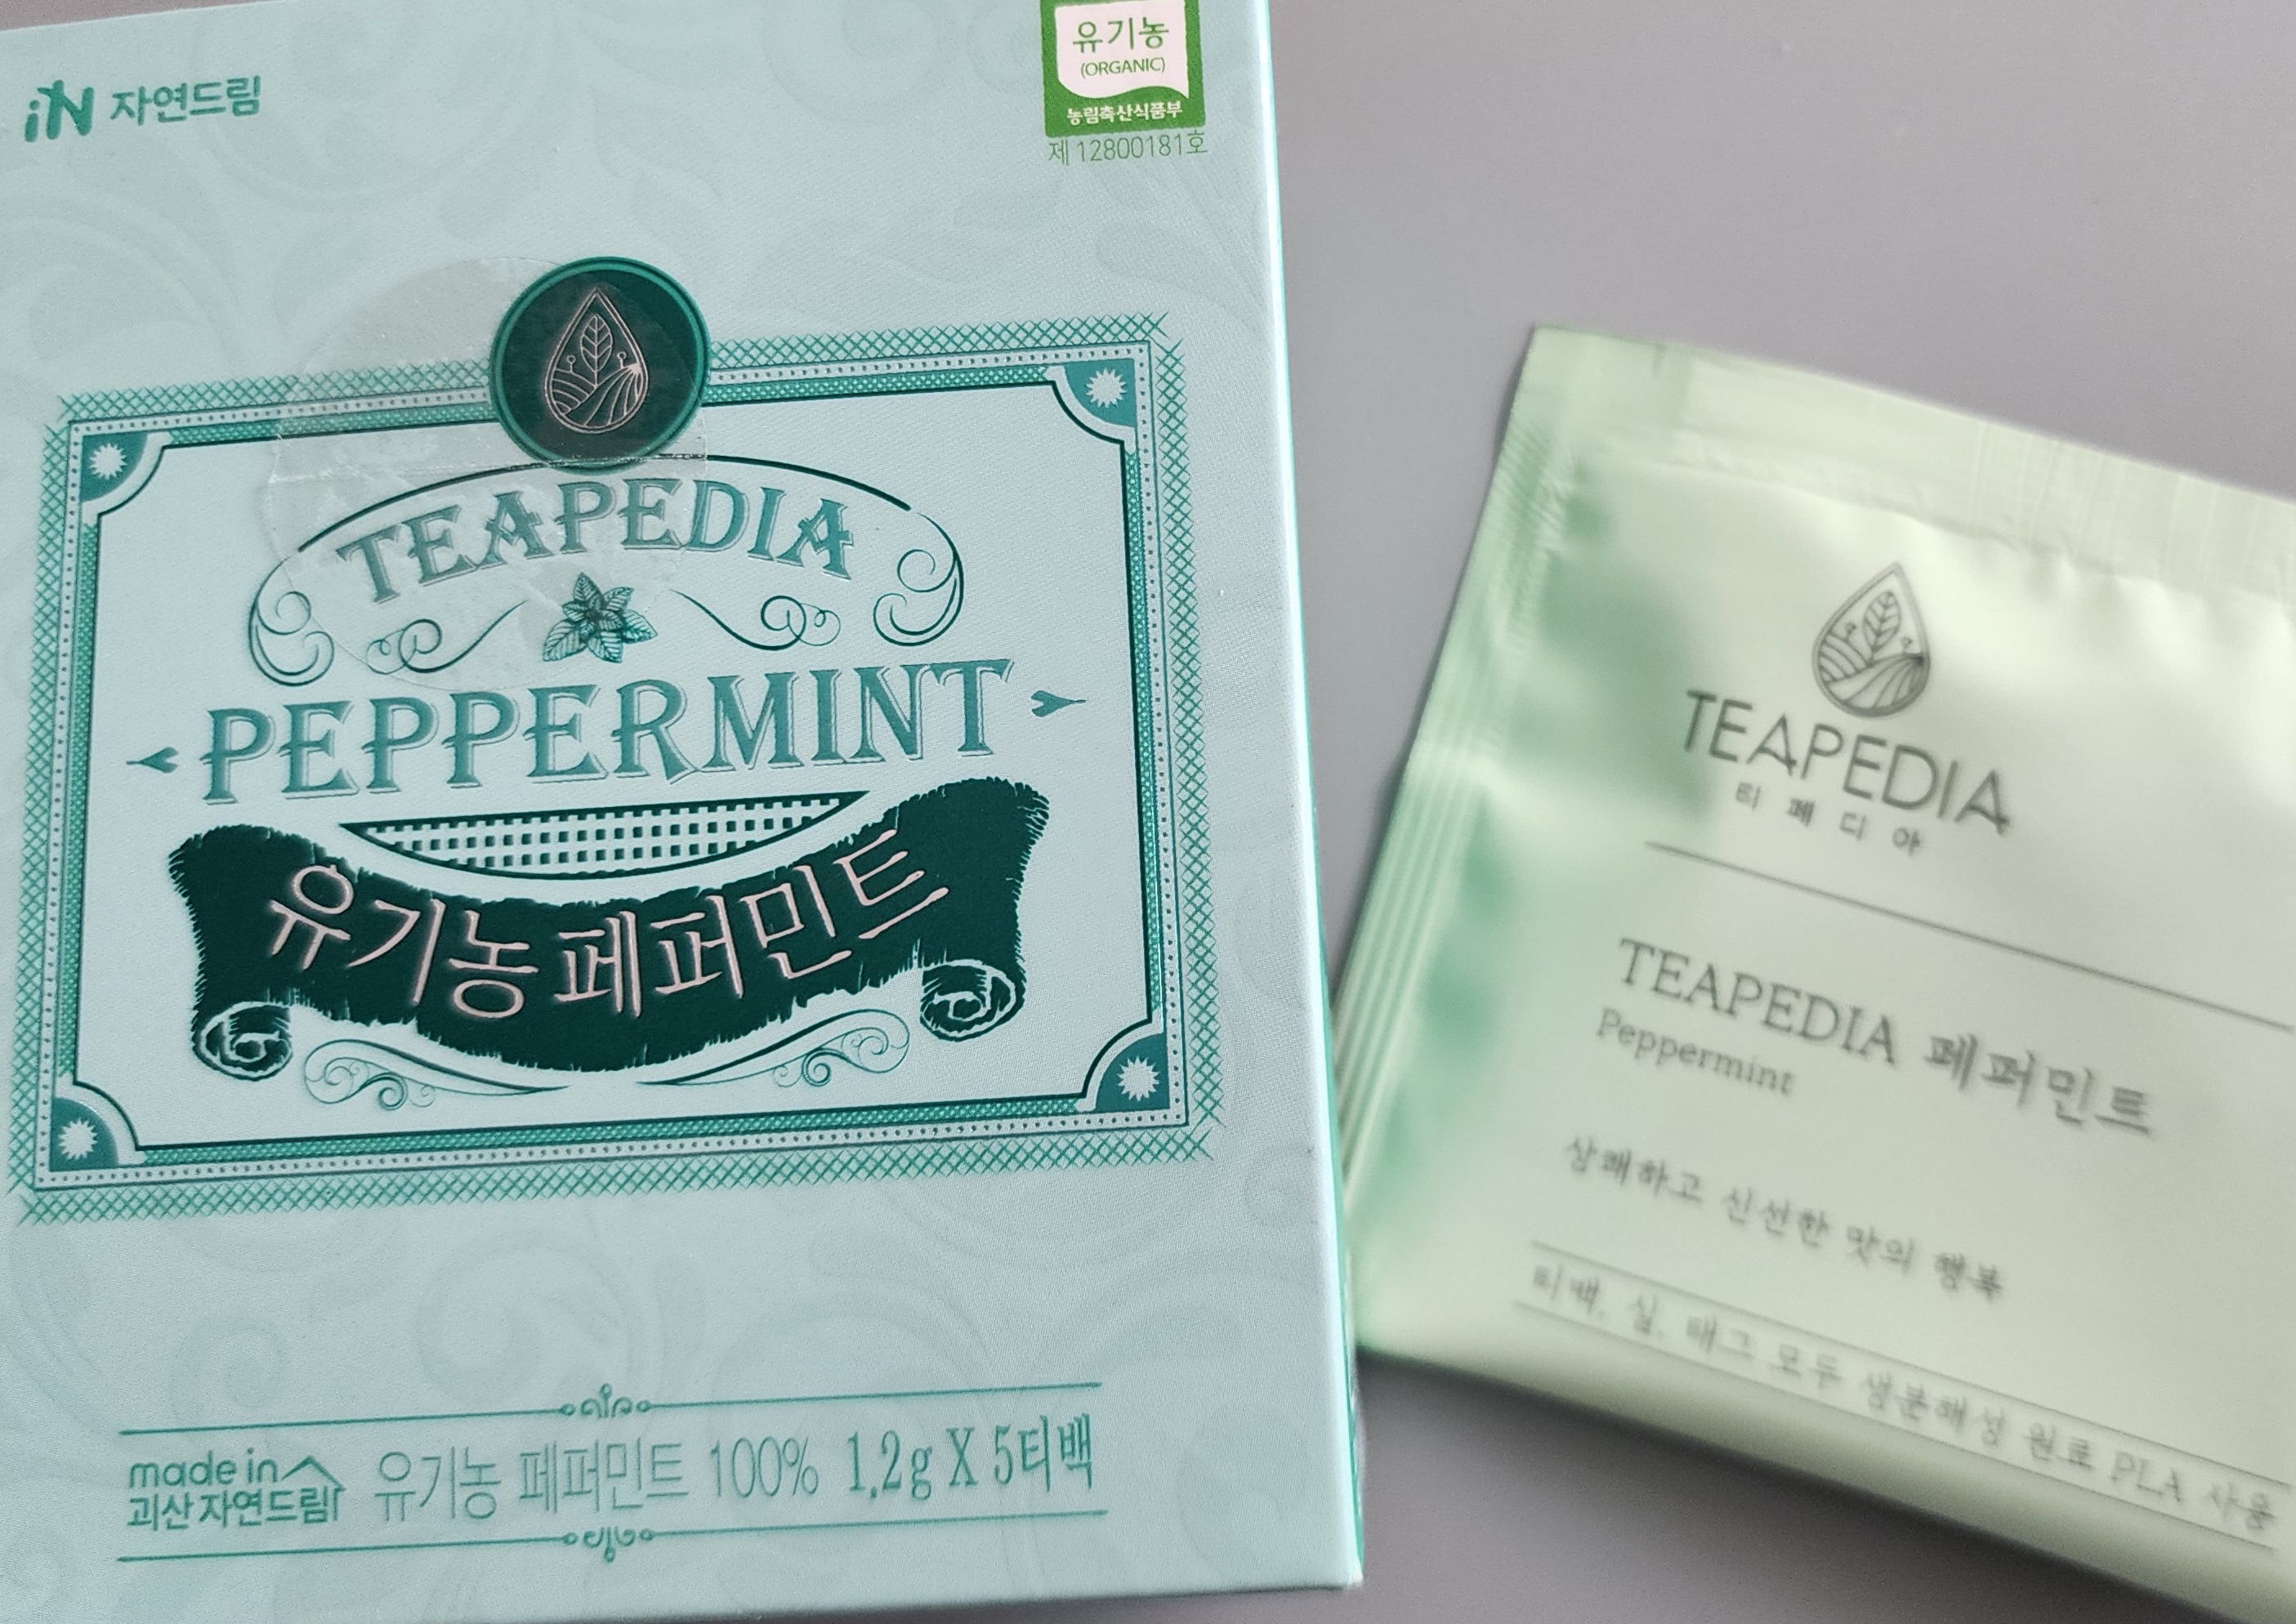 iN 자연드림
유기농
(ORGANIC)
농림축산식품부
제 12800181호
TEAPEDIA
PEPPERMINT
유기농페퍼민트
made in
괴산자연드림
유기농 페퍼민트 100% 1.2g X 5티백
TEAPEDIA
티페디아
TEAPEDIA 페퍼민트
Peppermint
상쾌하고 신선한 맛의 행복
티백, 실, 태그 모두 생분해성 원료 PLA 사용